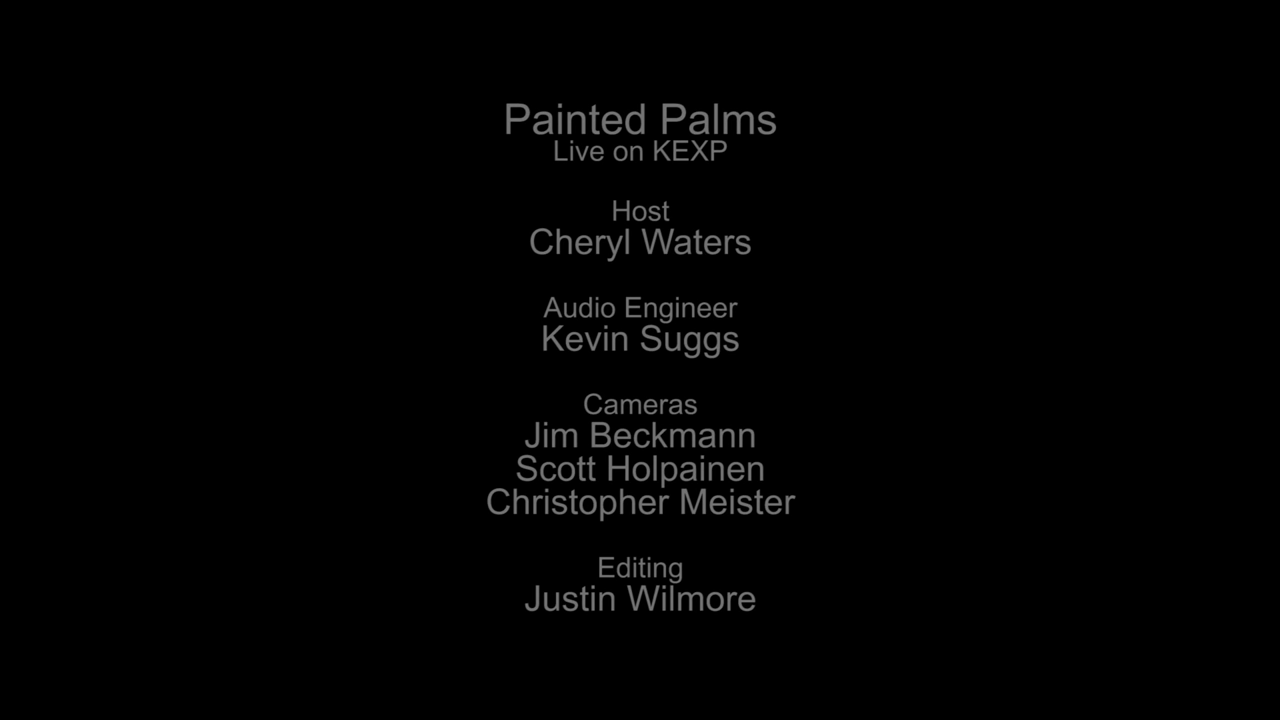 Painted Palms
Live on KEXP
Host
Cheryl Waters
Audio Engineer
Kevin Suggs
Cameras
Jim Beckmann
Scott Holpainen
Christopher Meister
Editing
Justin Wilmore